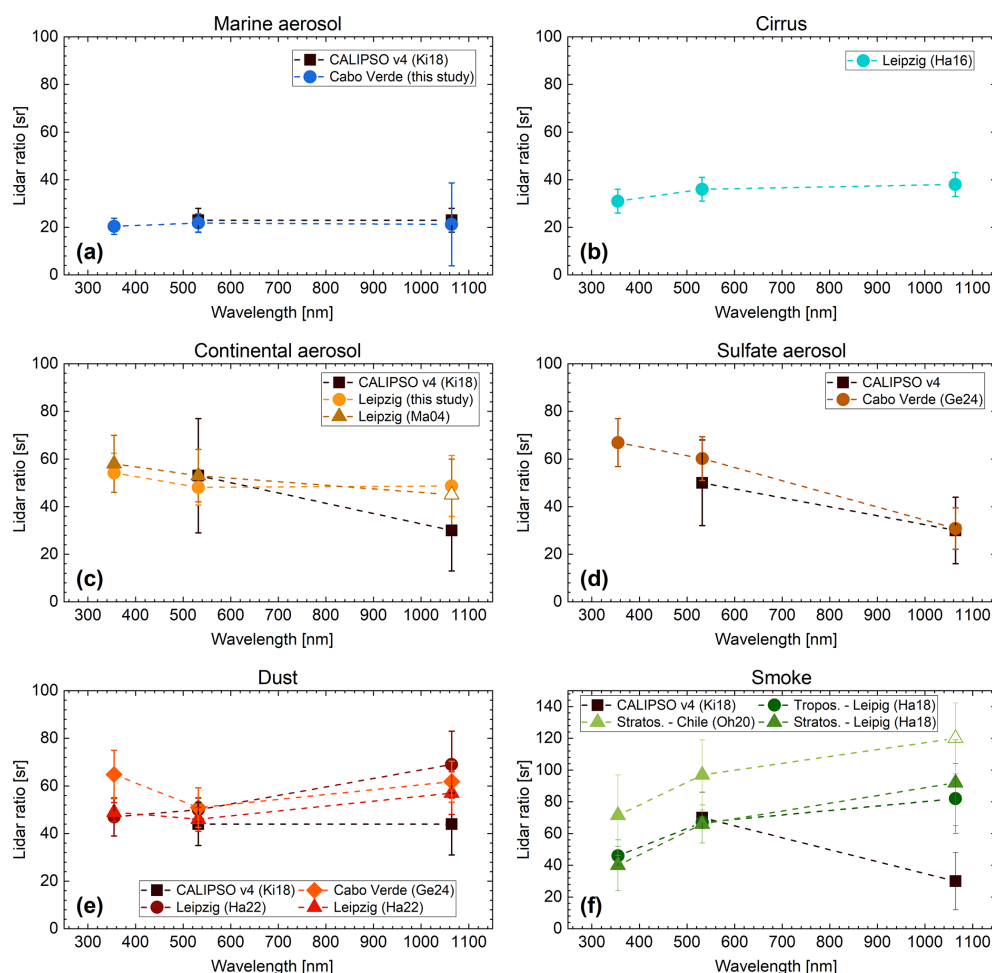 Marine aerosol
CALIPSO v4 (Ki18)
Cabo Verde (this study)
100
80
60
40
20
0
Lidar ratio [sr]
(a)
300 400 500 600 700 800 900 1000 1100
Wavelength [nm]
Cirrus
Leipzig (Ha16)
100
80
60
40
20
0
Lidar ratio [sr]
(b)
300 400 500 600 700 800 900 1000 1100
Wavelength [nm]
Continental aerosol
CALIPSO v4 (Ki18)
Leipzig (this study)
Leipzig (Ma04)
100
80
60
40
20
0
Lidar ratio [sr]
(c)
300 400 500 600 700 800 900 1000 1100
Wavelength [nm]
Sulfate aerosol
CALIPSO v4
Cabo Verde (Ge24)
100
80
60
40
20
0
Lidar ratio [sr]
(d)
300 400 500 600 700 800 900 1000 1100
Wavelength [nm]
Dust
100
80
60
40
20
0
Lidar ratio [sr]
CALIPSO v4 (Ki18) Cabo Verde (Ge24)
Leipzig (Ha22) Leipzig (Ha22)
(e)
300 400 500 600 700 800 900 1000 1100
Wavelength [nm]
Smoke
CALIPSO v4 (Ki18) Tropos. - Leipig (Ha18)
Stratos. - Chile (Oh20) Stratos. - Leipig (Ha18)
140
120
100
80
60
40
20
0
Lidar ratio [sr]
(f)
300 400 500 600 700 800 900 1000 1100
Wavelength [nm]